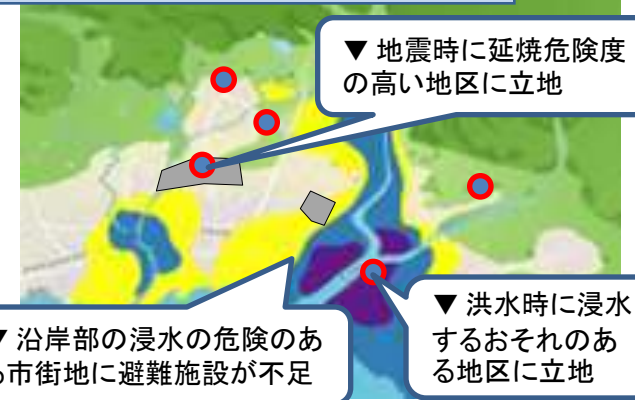 ▼ 地震時に延焼危険度
の高い地区に立地
▼ 沿岸部の浸水の危険のあ
る市街地に避難施設が不足
▼ 洪水時に浸水
するおそれのあ
る地区に立地